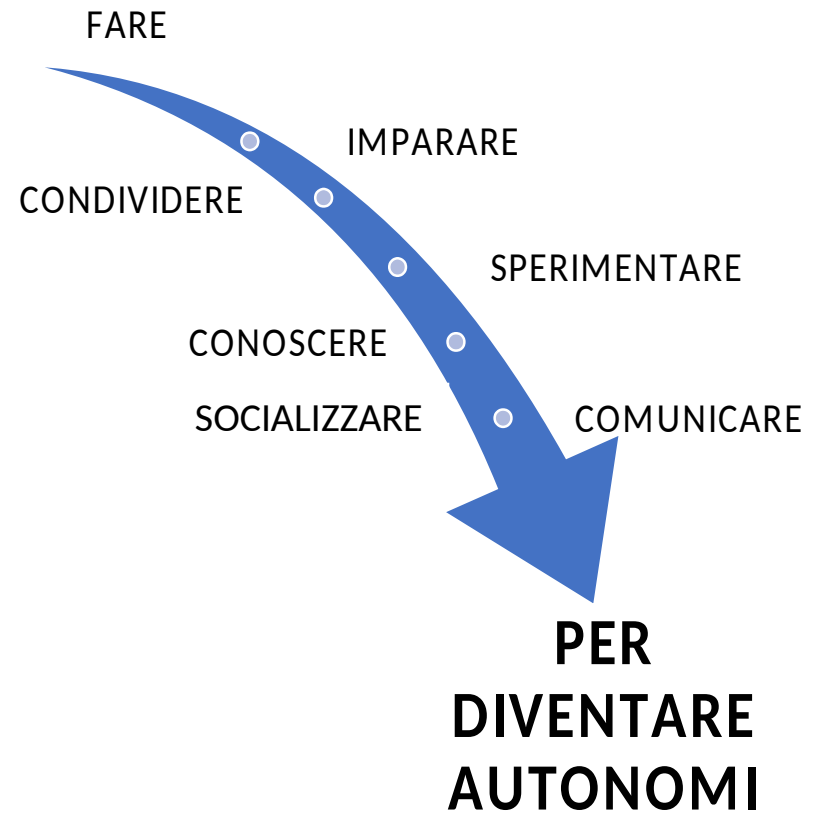 FARE
IMPARARE
CONDIVIDERE
SPERIMENTARE
CONOSCERE
SOCIALIZZARE
COMUNICARE
PER
DIVENTARE
AUTONOMI